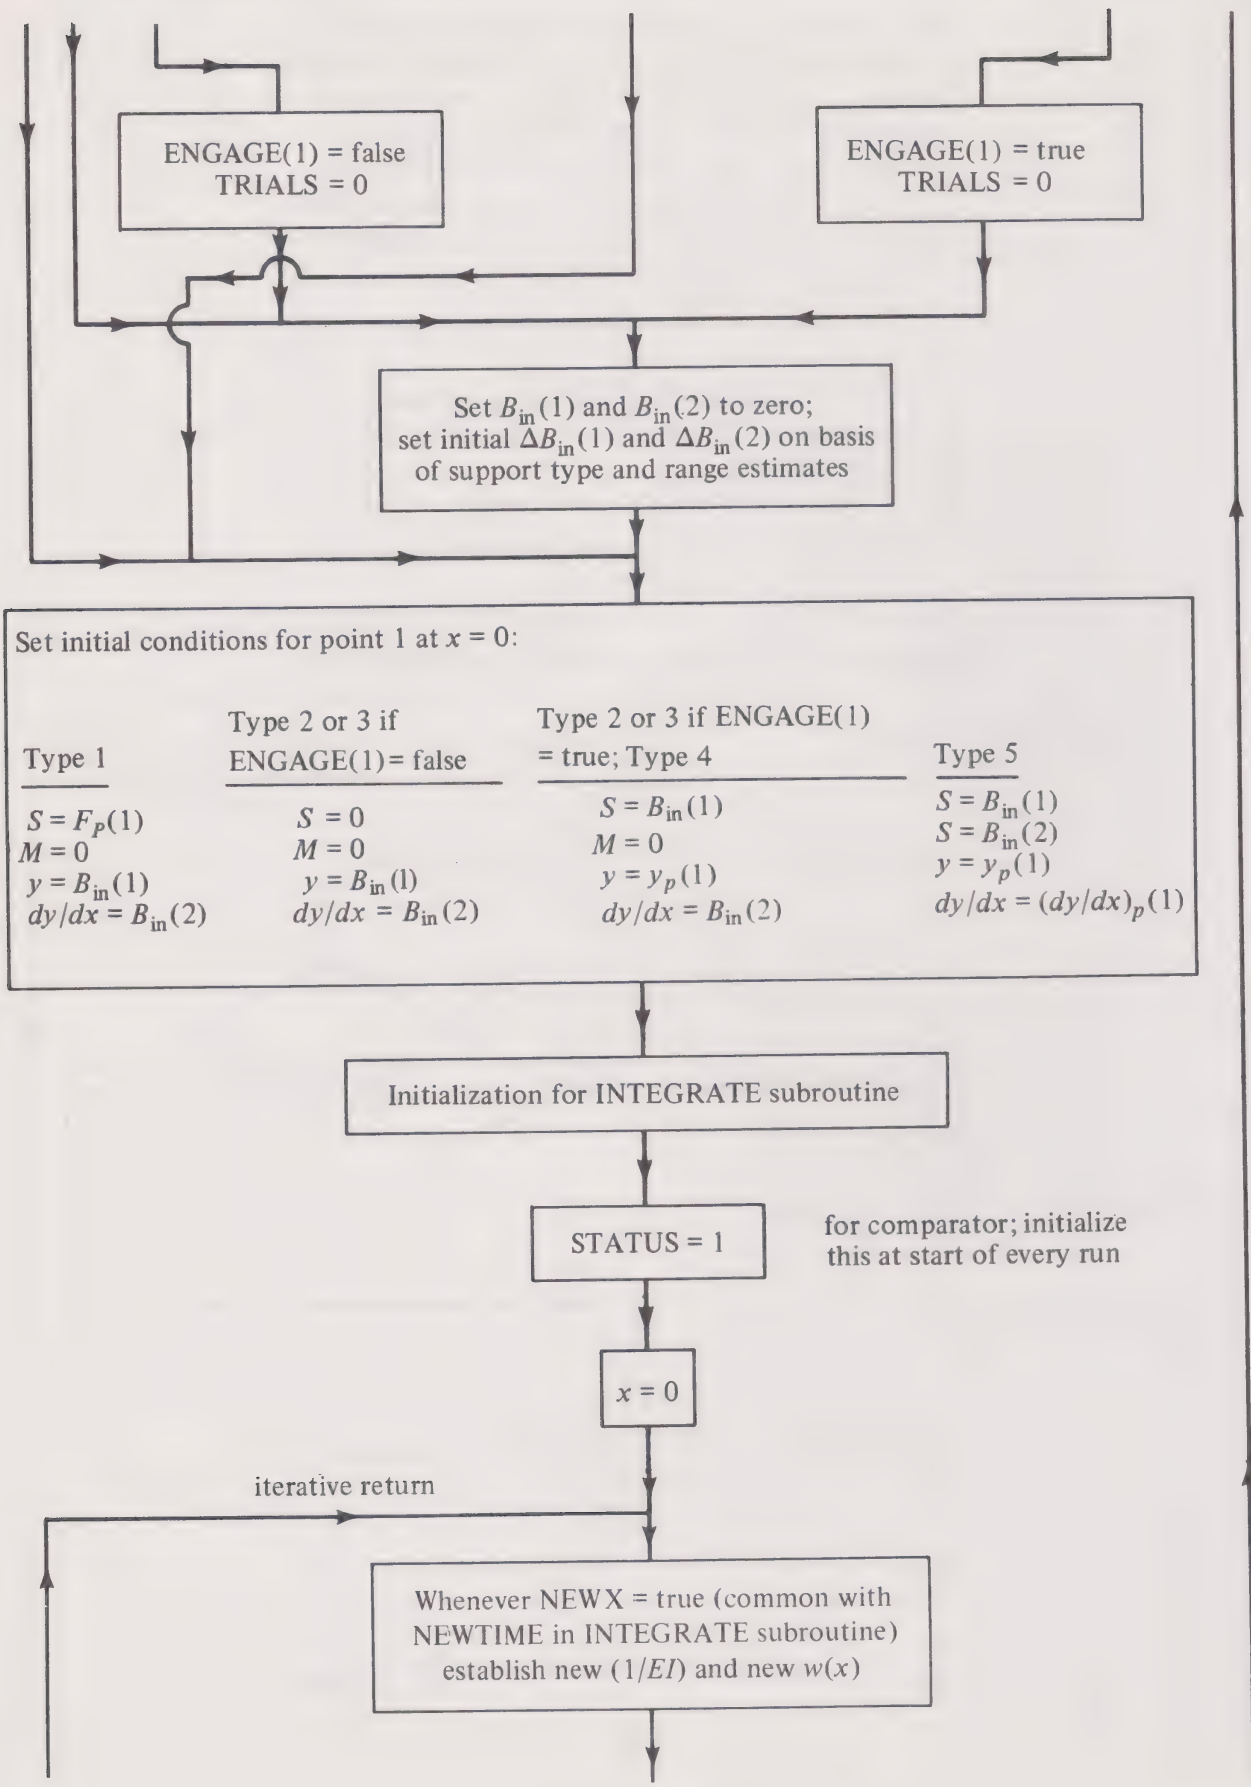 ENGAGE(1) = false
TRIALS = 0
ENGAGE(1) = true
TRIALS = 0
Set B_in(1) and B_in(2) to zero;
set initial ΔB_in(1) and ΔB_in(2) on basis
of support type and range estimates
Set initial conditions for point 1 at x = 0:
Type 1
S = F_P(1)
M = 0
y = B_in(1)
dy/dx = B_in(2)
Type 2 or 3 if
ENGAGE(1)= false
S = 0
M = 0
y = B_in(1)
dy/dx = B_in(2)
Type 2 or 3 if ENGAGE(1)
= true; Type 4
S = B_in(1)
M = 0
y = y_p(1)
dy/dx = B_in(2)
Type 5
S = B_in(1)
S = B_in(2)
y = y_p(1)
dy/dx = (dy/dx)_p(1)
Initialization for INTEGRATE subroutine
STATUS = 1
for comparator; initialize
this at start of every run
x = 0
iterative return
Whenever NEWX = true (common with
NEWTIME in INTEGRATE subroutine)
establish new (1/EI) and new w(x)